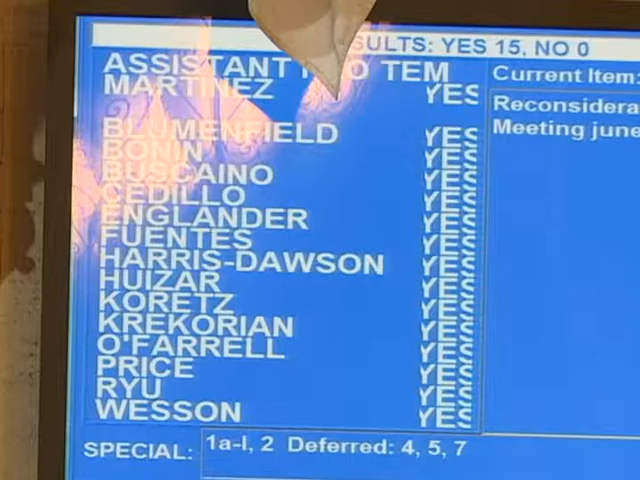 SULTS: YES 15, NO 0
ASSISTANT O TEM
MARTINEZ YES
BLUMENFIELD YES
BONIN YES
BUSCAINO YES
CEDILLO YES
ENGLANDER YES
FUENTES YES
HARRIS-DAWSON YES
HUIZAR YES
KORETZ YES
KREKORIAN YES
O'FARRELL YES
PRICE YES
RYU YES
WESSON YES
Current Item:
Reconsidera
Meeting june
SPECIAL: 1a-l, 2 Deferred: 4, 5, 7